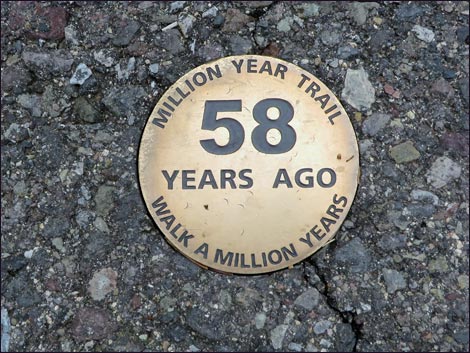 MILLION YEAR TRAIL
58
YEARS AGO
WALK A MILLION YEARS